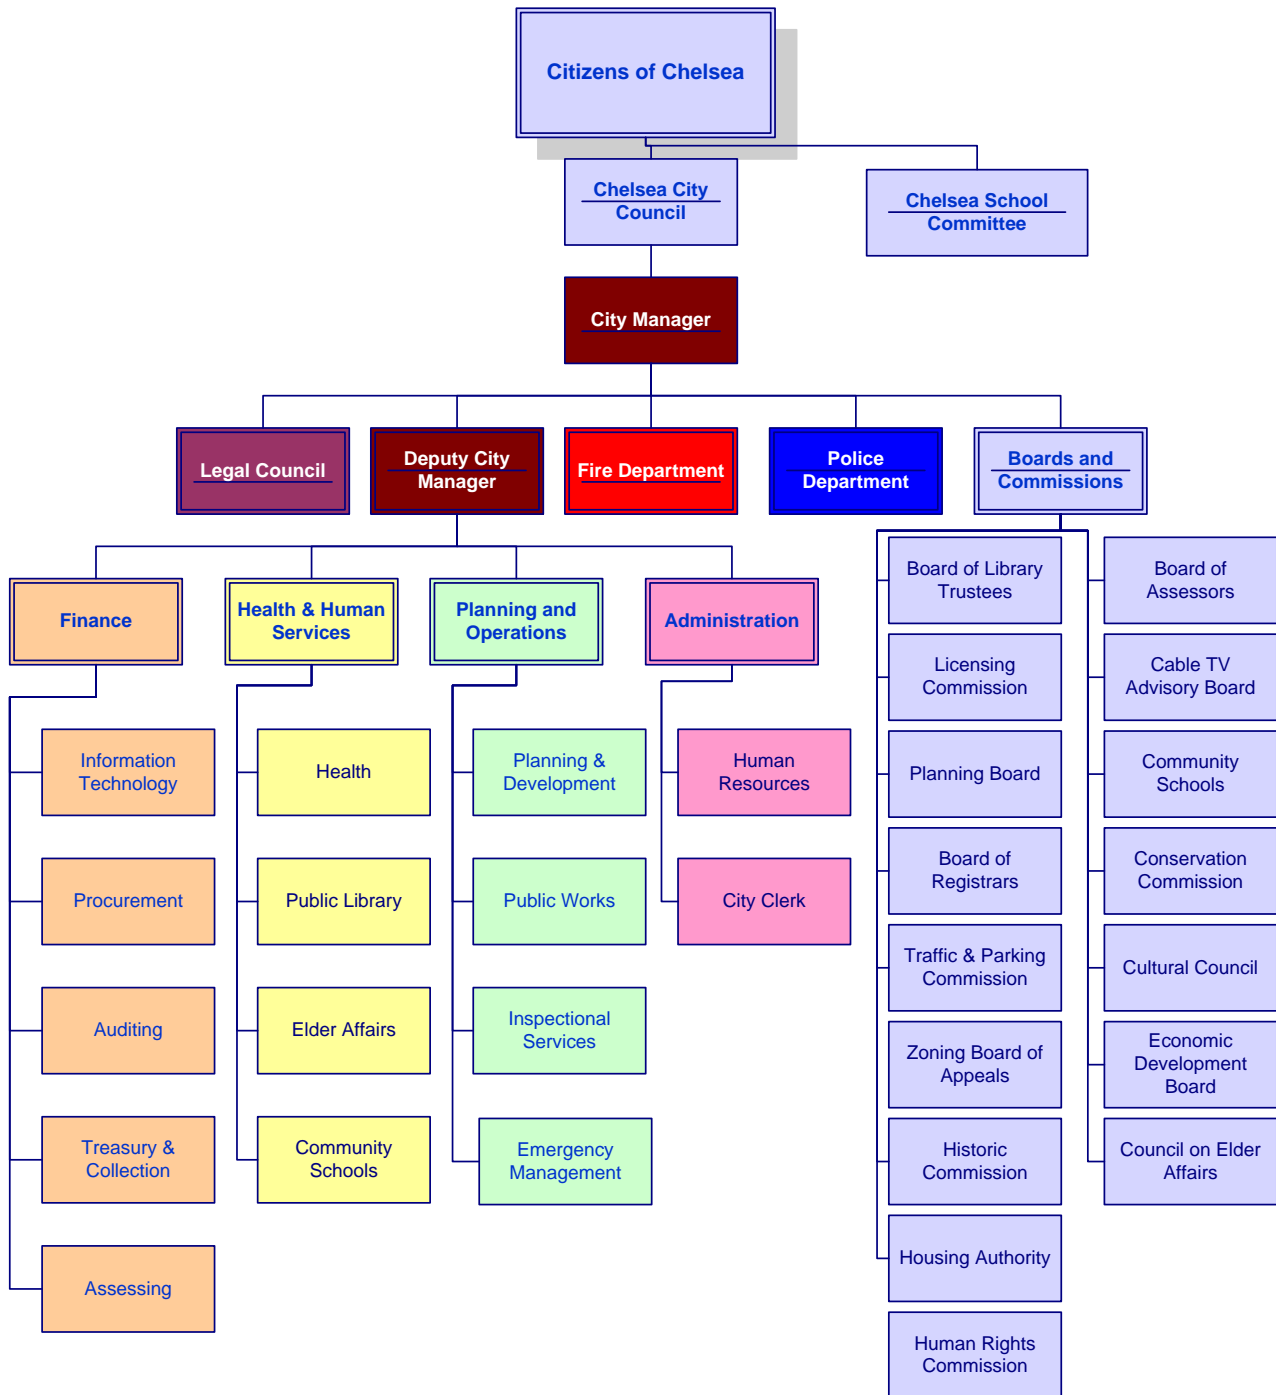 Citizens of Chelsea
Chelsea City
Council
Chelsea School
Committee
City Manager
Legal Council
Deputy City
Manager
Fire Department
Police
Department
Boards and
Commissions
Finance
Health & Human
Services
Planning and
Operations
Administration
Information
Technology
Procurement
Auditing
Treasury &
Collection
Assessing
Health
Public Library
Elder Affairs
Community
Schools
Planning &
Development
Public Works
Inspectional
Services
Emergency
Management
Human
Resources
City Clerk
Board of Library
Trustees
Licensing
Commission
Planning Board
Board of
Registrars
Traffic & Parking
Commission
Zoning Board of
Appeals
Historic
Commission
Housing Authority
Human Rights
Commission
Board of
Assessors
Cable TV
Advisory Board
Community
Schools
Conservation
Commission
Cultural Council
Economic
Development
Board
Council on Elder
Affairs